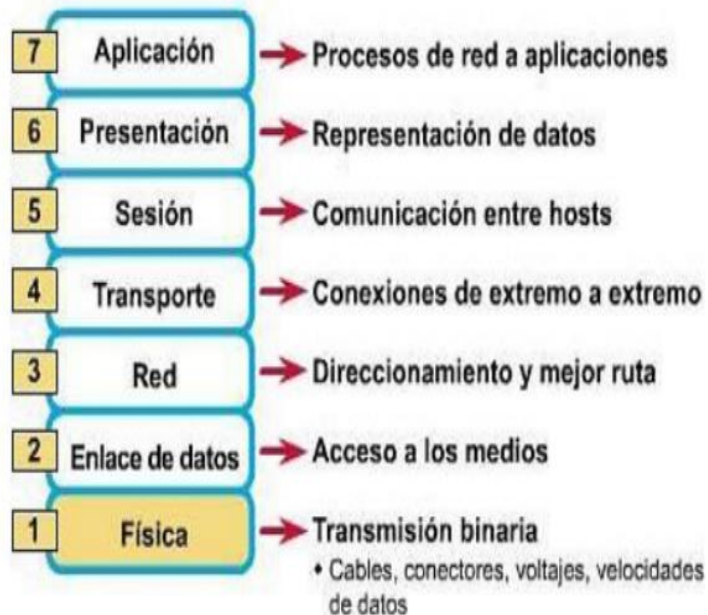 7 Aplicación Procesos de red a aplicaciones
6 Presentación Representación de datos
5 Sesión Comunicación entre hosts
4 Transporte Conexiones de extremo a extremo
3 Red Direccionamiento y mejor ruta
2 Enlace de datos Acceso a los medios
1 Física Transmisión binaria
• Cables, conectores, voltajes, velocidades
de datos